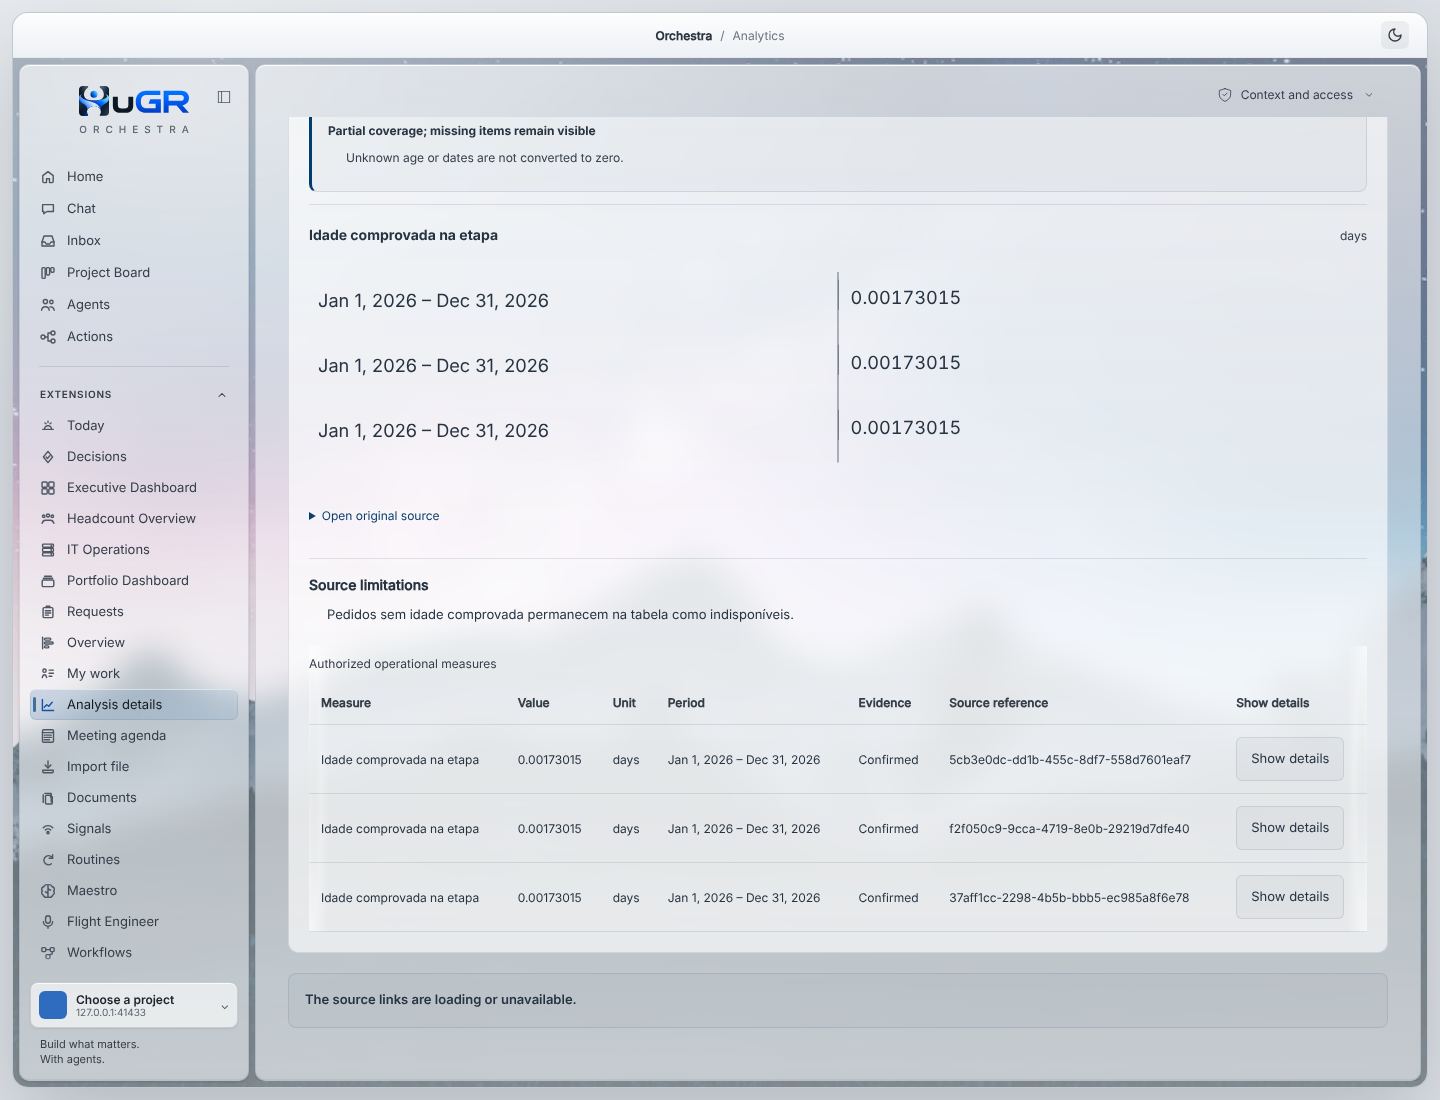 Orchestra / Analytics
HuGR
ORCHESTRA
Home
Chat
Inbox
Project Board
Agents
Actions
EXTENSIONS
Today
Decisions
Executive Dashboard
Headcount Overview
IT Operations
Portfolio Dashboard
Requests
Overview
My work
Analysis details
Meeting agenda
Import file
Documents
Signals
Routines
Maestro
Flight Engineer
Workflows
Choose a project
127.0.0.1:41433
Build what matters.
With agents.
Context and access
Partial coverage; missing items remain visible
Unknown age or dates are not converted to zero.
Idade comprovada na etapa days
Jan 1, 2026 – Dec 31, 2026 0.00173015
Jan 1, 2026 – Dec 31, 2026 0.00173015
Jan 1, 2026 – Dec 31, 2026 0.00173015
Open original source
Source limitations
Pedidos sem idade comprovada permanecem na tabela como indisponíveis.
Authorized operational measures
Measure Value Unit Period Evidence Source reference Show details
Idade comprovada na etapa 0.00173015 days Jan 1, 2026 – Dec 31, 2026 Confirmed 5cb3e0dc-dd1b-455c-8df7-558d7601eaf7 Show details
Idade comprovada na etapa 0.00173015 days Jan 1, 2026 – Dec 31, 2026 Confirmed f2f050c9-9cca-4719-8e0b-29219d7dfe40 Show details
Idade comprovada na etapa 0.00173015 days Jan 1, 2026 – Dec 31, 2026 Confirmed 37aff1cc-2298-4b5b-bbb5-ec985a8f6e78 Show details
The source links are loading or unavailable.